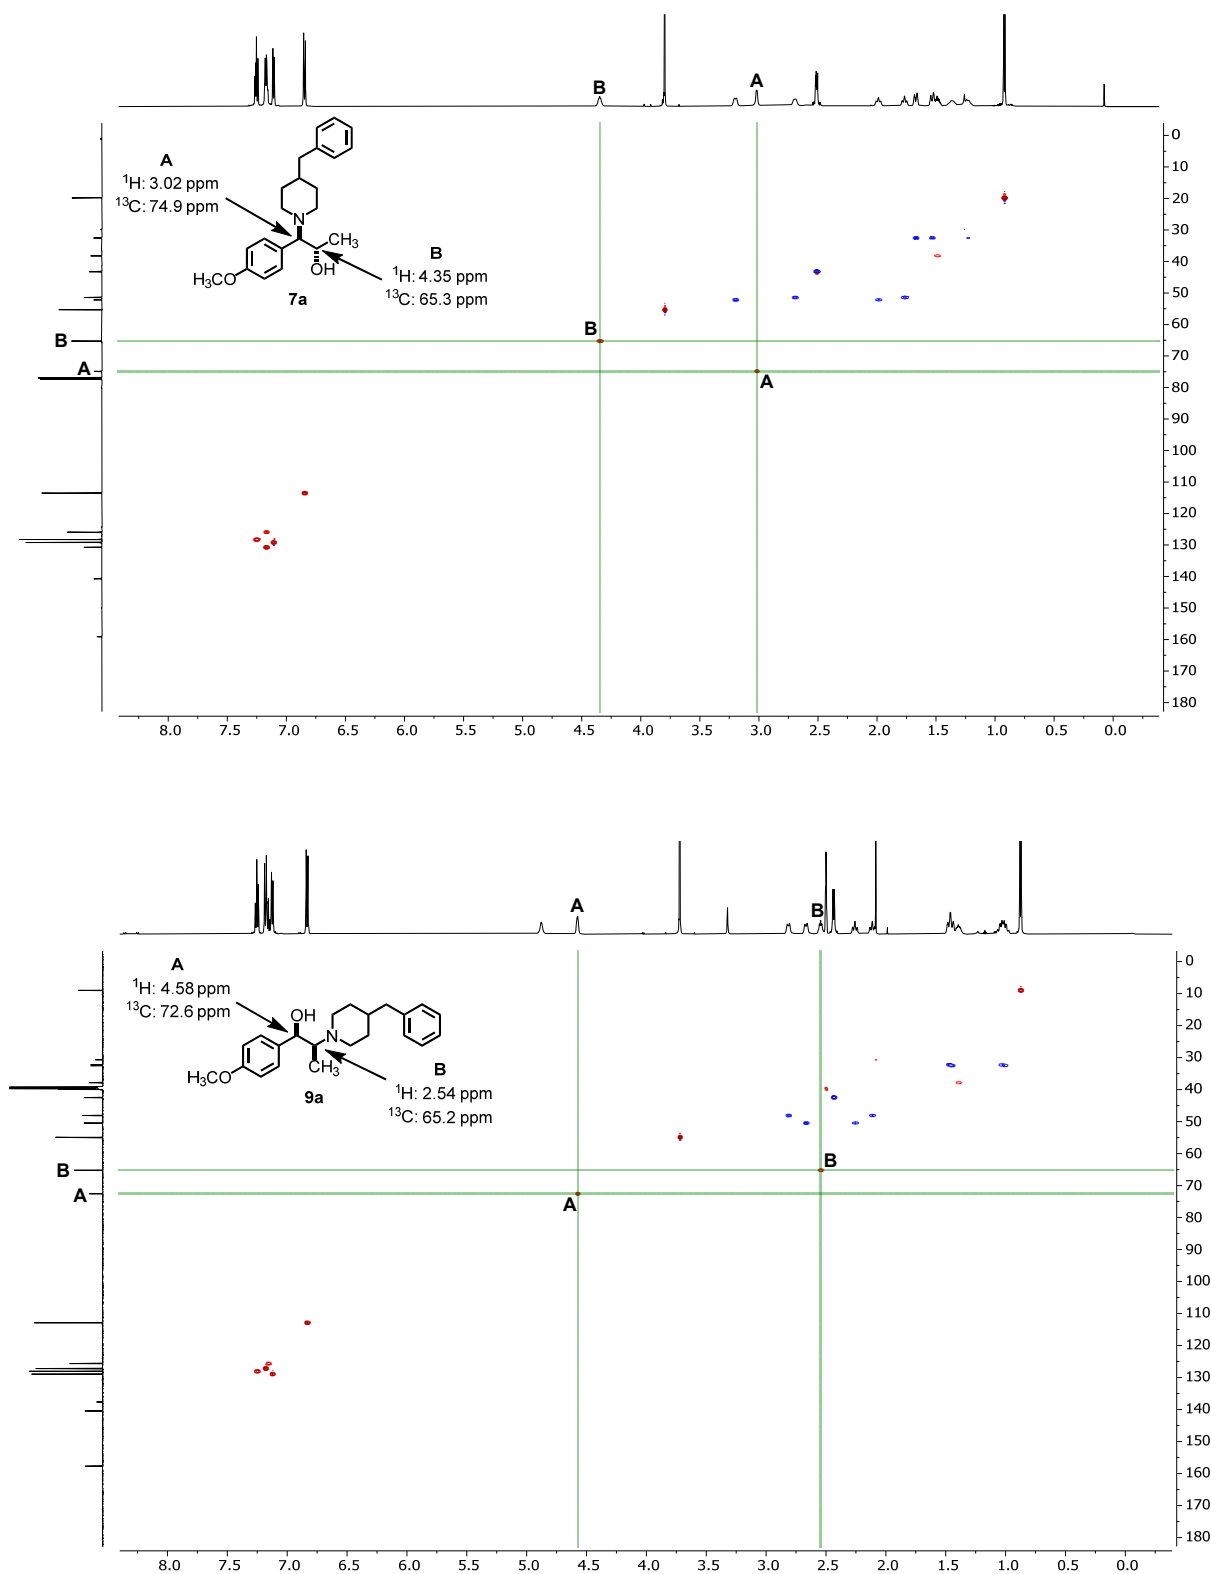 B
A
A
¹H: 3.02 ppm
¹³C: 74.9 ppm
N
CH₃
OH
H₃CO
7a
B
¹H: 4.35 ppm
¹³C: 65.3 ppm
B
B
A
A
0
10
20
30
40
50
60
70
80
90
100
110
120
130
140
150
160
170
180
8.0 7.5 7.0 6.5 6.0 5.5 5.0 4.5 4.0 3.5 3.0 2.5 2.0 1.5 1.0 0.5 0.0
A
B
A
¹H: 4.58 ppm
¹³C: 72.6 ppm
OH
N
CH₃
H₃CO
9a
B
¹H: 2.54 ppm
¹³C: 65.2 ppm
B
B
A
A
0
10
20
30
40
50
60
70
80
90
100
110
120
130
140
150
160
170
180
8.0 7.5 7.0 6.5 6.0 5.5 5.0 4.5 4.0 3.5 3.0 2.5 2.0 1.5 1.0 0.5 0.0